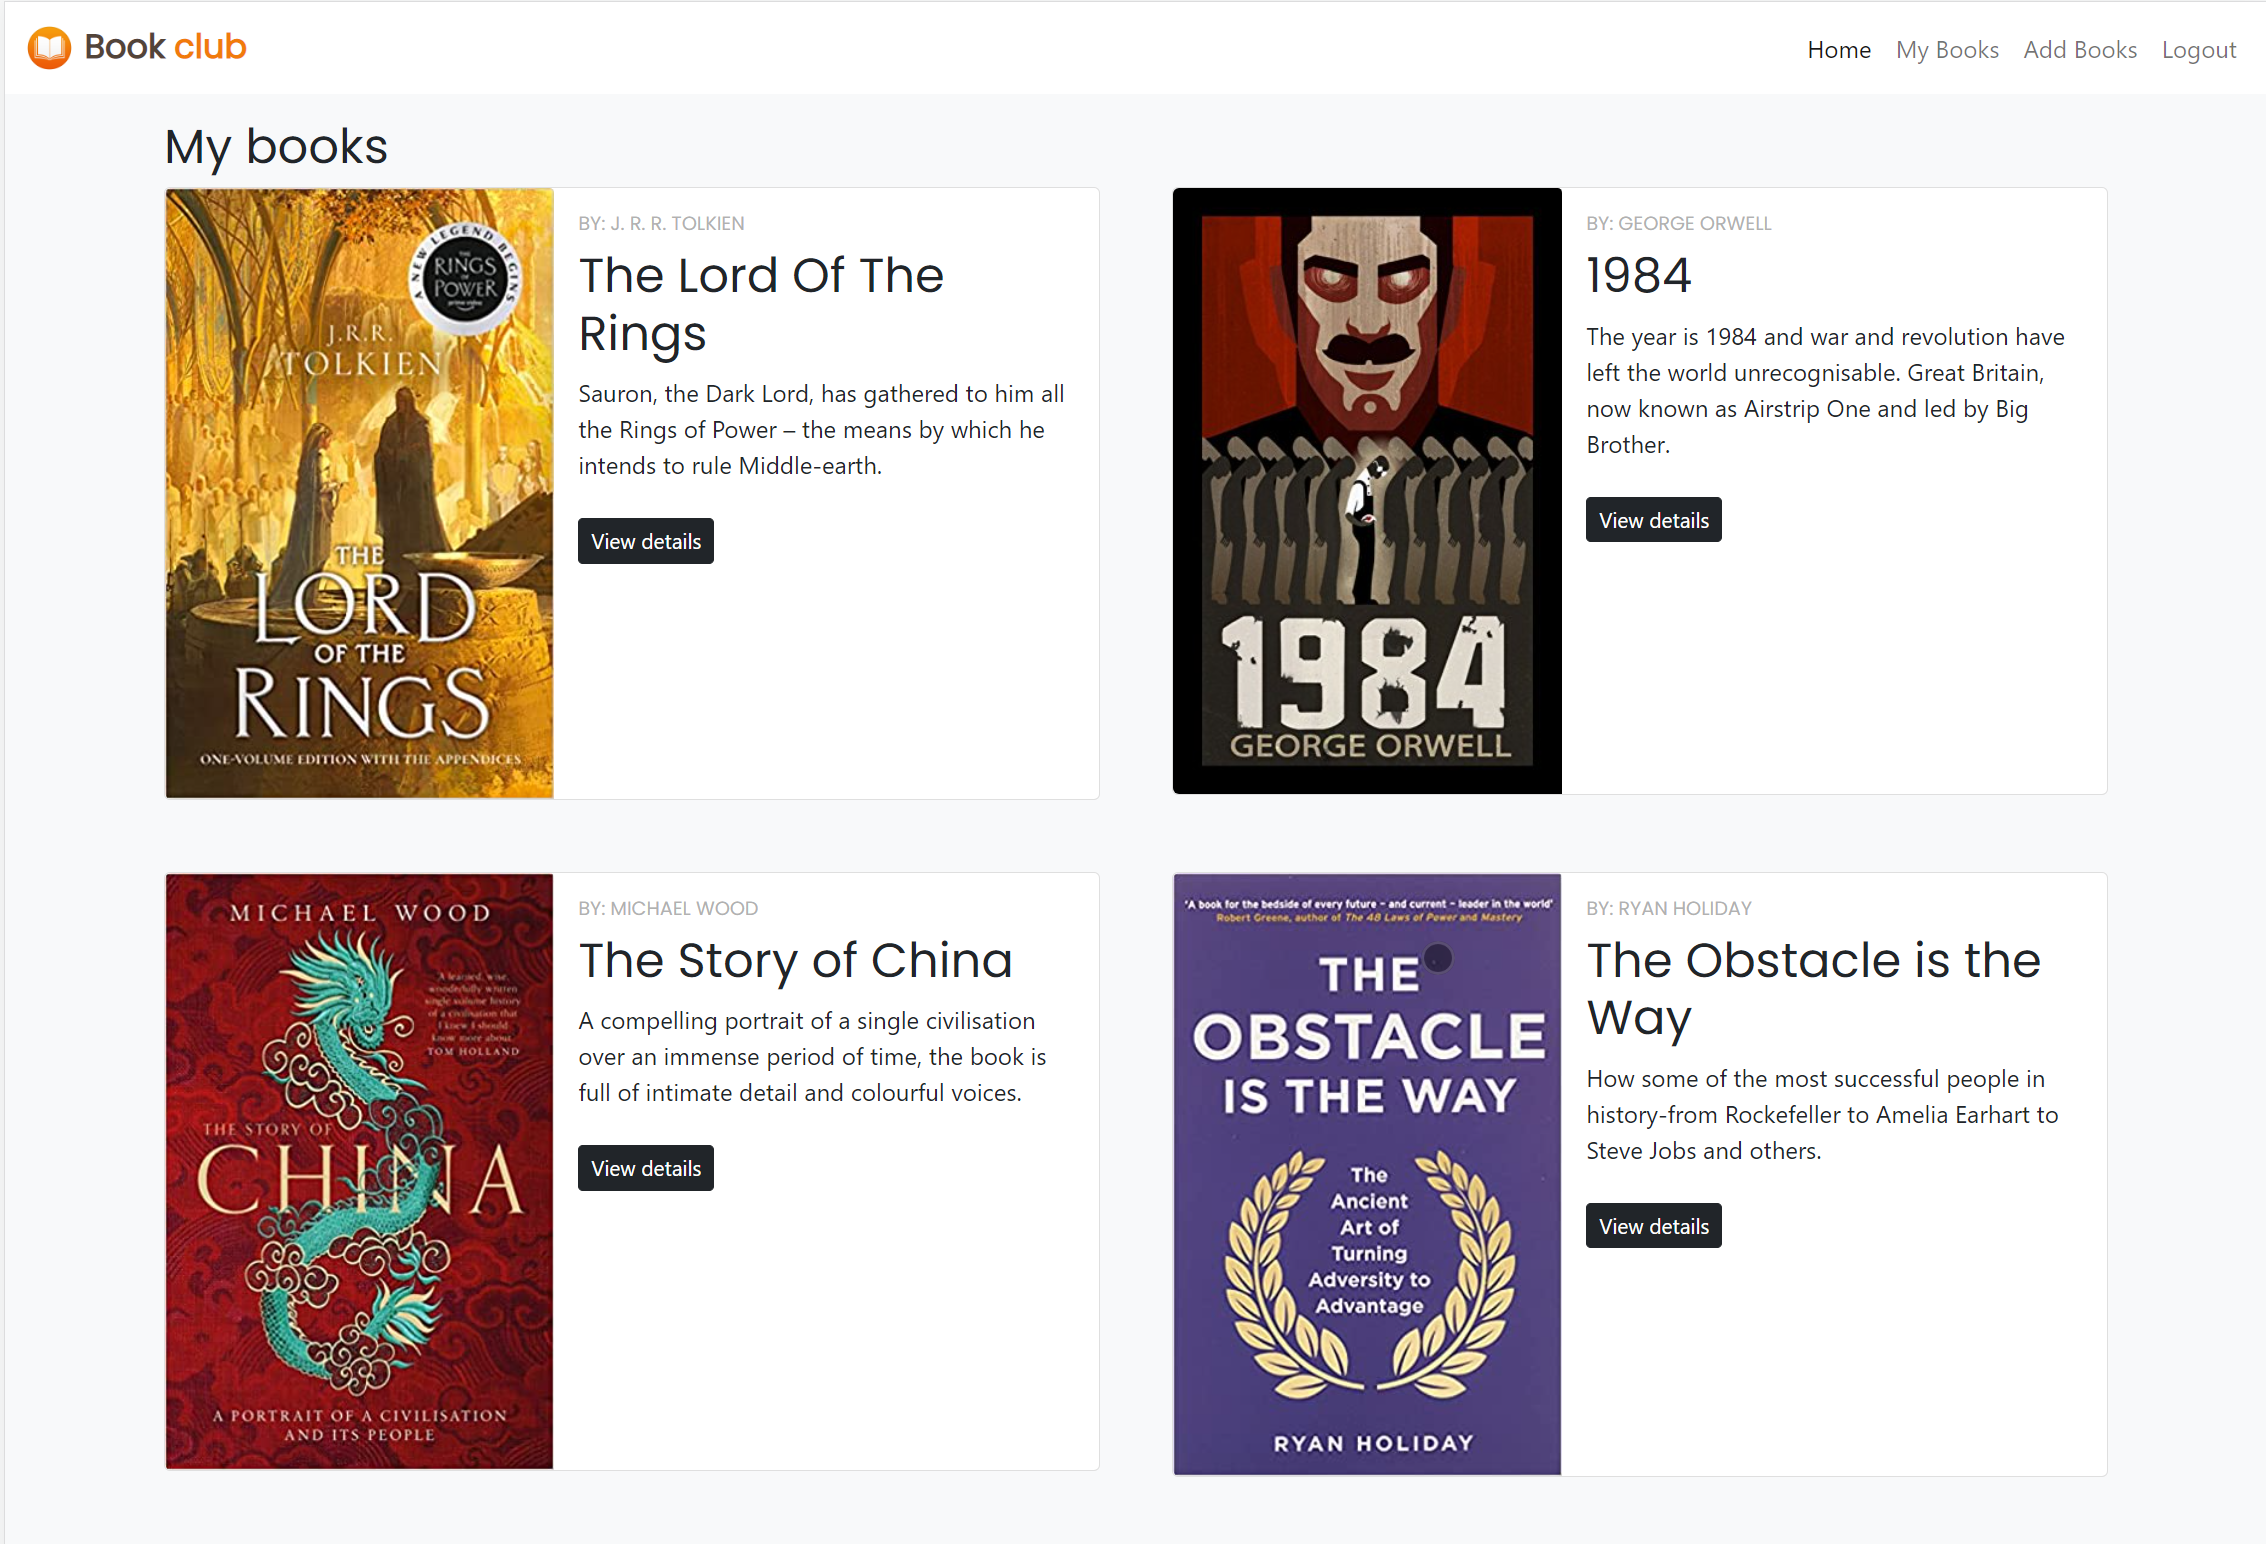 Book club
Home My Books Add Books Logout
My books
A NEW LEGEND BEGINS
THE
RINGS
OF
POWER
prime video
J.R.R.
TOLKIEN
THE
LORD
OF THE
RINGS
ONE-VOLUME EDITION WITH THE APPENDICES
BY: J. R. R. TOLKIEN
The Lord Of The
Rings
Sauron, the Dark Lord, has gathered to him all
the Rings of Power – the means by which he
intends to rule Middle-earth.
View details
1984
GEORGE ORWELL
BY: GEORGE ORWELL
1984
The year is 1984 and war and revolution have
left the world unrecognisable. Great Britain,
now known as Airstrip One and led by Big
Brother.
View details
MICHAEL WOOD
'A learned, wise,
wonderfully written
single volume history
of a civilisation that
I knew I should
know more about'
TOM HOLLAND
THE STORY OF
CHINA
A PORTRAIT OF A CIVILISATION
AND ITS PEOPLE
BY: MICHAEL WOOD
The Story of China
A compelling portrait of a single civilisation
over an immense period of time, the book is
full of intimate detail and colourful voices.
View details
'A book for the bedside of every future – and current – leader in the world'
Robert Greene, author of The 48 Laws of Power and Mastery
THE
OBSTACLE
IS THE WAY
The
Ancient
Art of
Turning
Adversity to
Advantage
RYAN HOLIDAY
BY: RYAN HOLIDAY
The Obstacle is the
Way
How some of the most successful people in
history-from Rockefeller to Amelia Earhart to
Steve Jobs and others.
View details